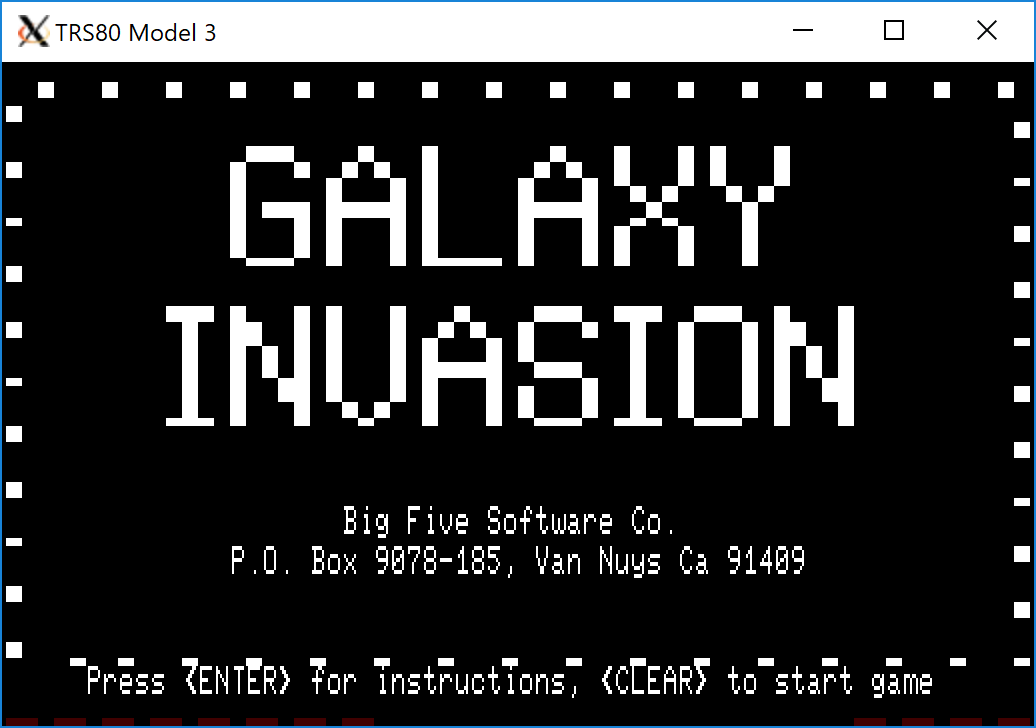 TRS80 Model 3
GALAXY
INVASION
Big Five Software Co.
P.O. Box 9078-185, Van Nuys Ca 91409
Press <ENTER> for instructions, <CLEAR> to start game